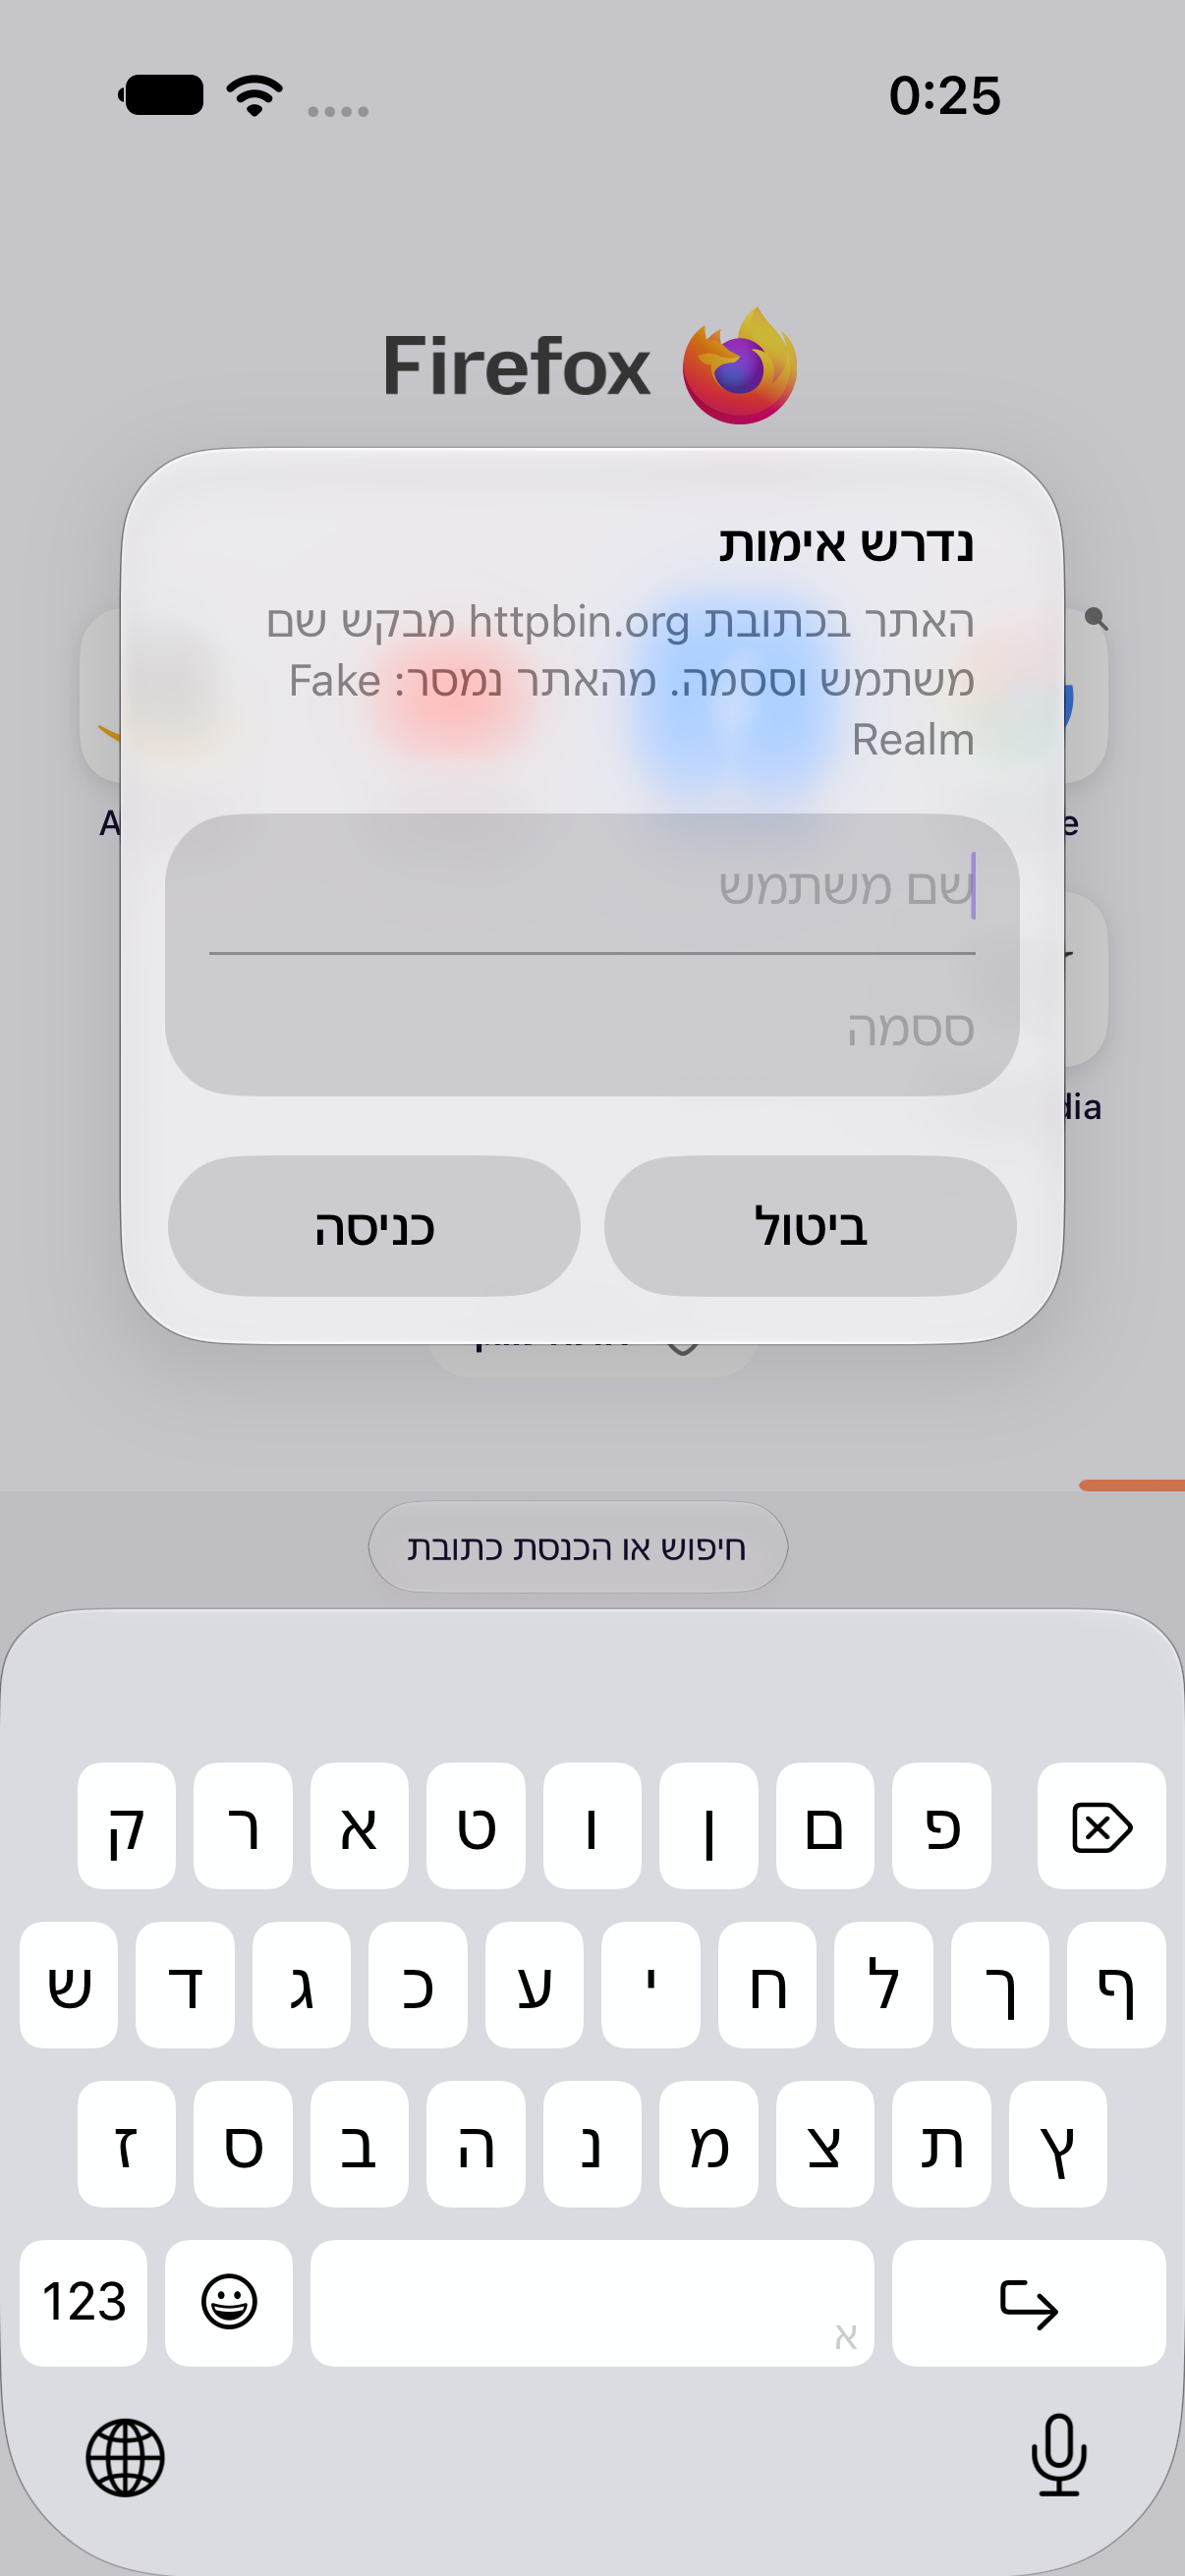 0:25
Firefox
נדרש אימות
האתר בכתובת httpbin.org מבקש שם
משתמש וססמה. מהאתר נמסר: Fake
Realm
שם משתמש
ססמה
ביטול
כניסה
חיפוש או הכנסת כתובת
ק ר א ט ו ן ם פ
ש ד ג כ ע י ח ל ך ף
ז ס ב ה נ מ צ ת ץ
123
א